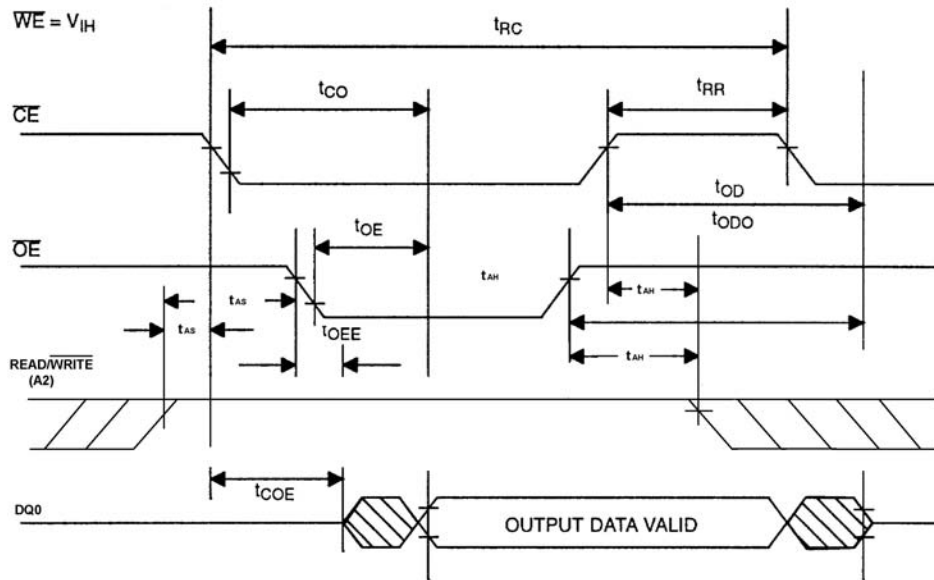 WE = VIH
tRC
tCO
tRR
CE
tOD
tODO
tOE
OE
tAH
tAH
tAS
tAS
tOEE
tAH
READ/WRITE
(A2)
tCOE
DQ0
OUTPUT DATA VALID